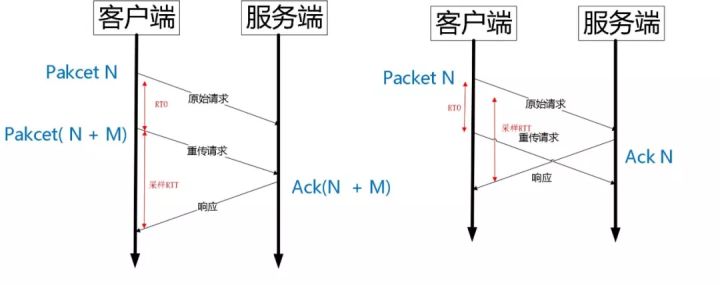 客户端
服务端
Pakcet N
原始请求
RTO
Pakcet( N + M)
重传请求
采样RTT
Ack(N + M)
响应
客户端
服务端
Packet N
原始请求
RTO
采样RTT
重传请求
Ack N
响应